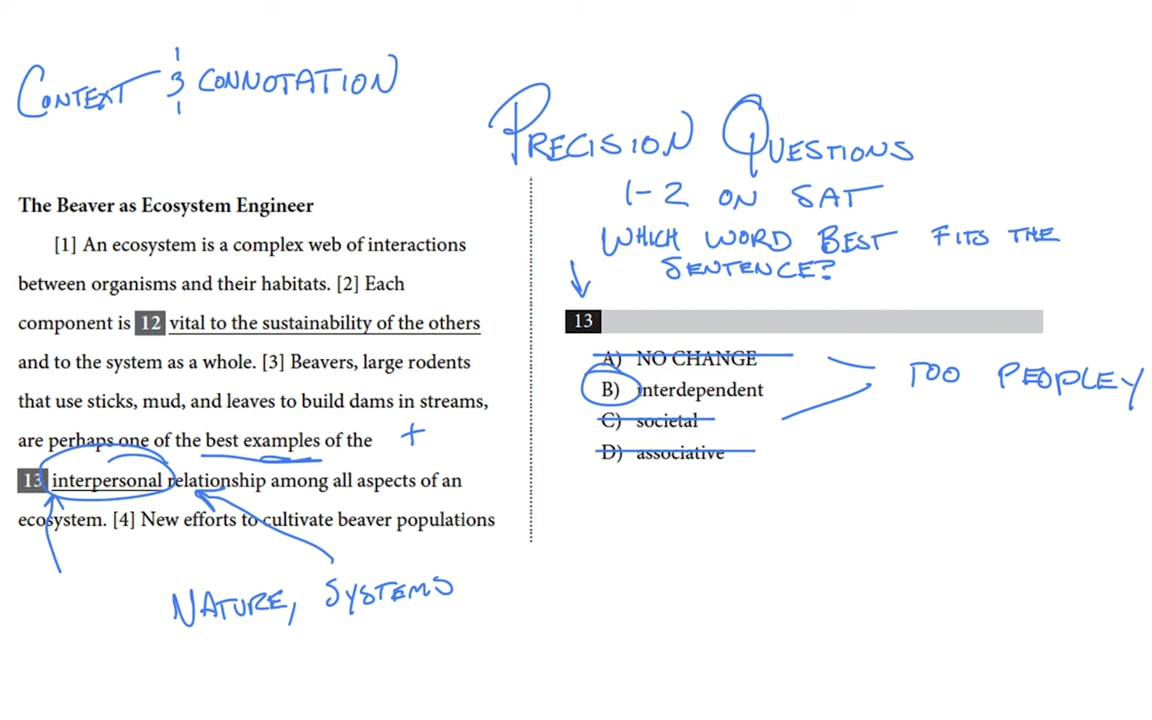 CONTEXT & CONNOTATION
PRECISION QUESTIONS
1-2 ON SAT
WHICH WORD BEST FITS THE
SENTENCE?
The Beaver as Ecosystem Engineer
[1] An ecosystem is a complex web of interactions
between organisms and their habitats. [2] Each
component is 12 vital to the sustainability of the others
and to the system as a whole. [3] Beavers, large rodents
that use sticks, mud, and leaves to build dams in streams,
are perhaps one of the best examples of the +
13 interpersonal relationship among all aspects of an
ecosystem. [4] New efforts to cultivate beaver populations
NATURE, SYSTEMS
13
A) NO CHANGE
B) interdependent
C) societal
D) associative
TOO PEOPLEY